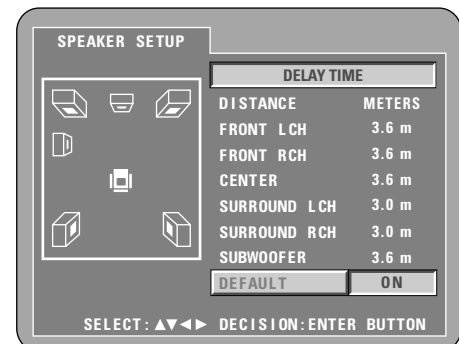 SPEAKER SETUP
DELAY TIME
DISTANCE METERS
FRONT LCH 3.6 m
FRONT RCH 3.6 m
CENTER 3.6 m
SURROUND LCH 3.0 m
SURROUND RCH 3.0 m
SUBWOOFER 3.6 m
DEFAULT ON
SELECT:▲▼◀▶ DECISION:ENTER BUTTON